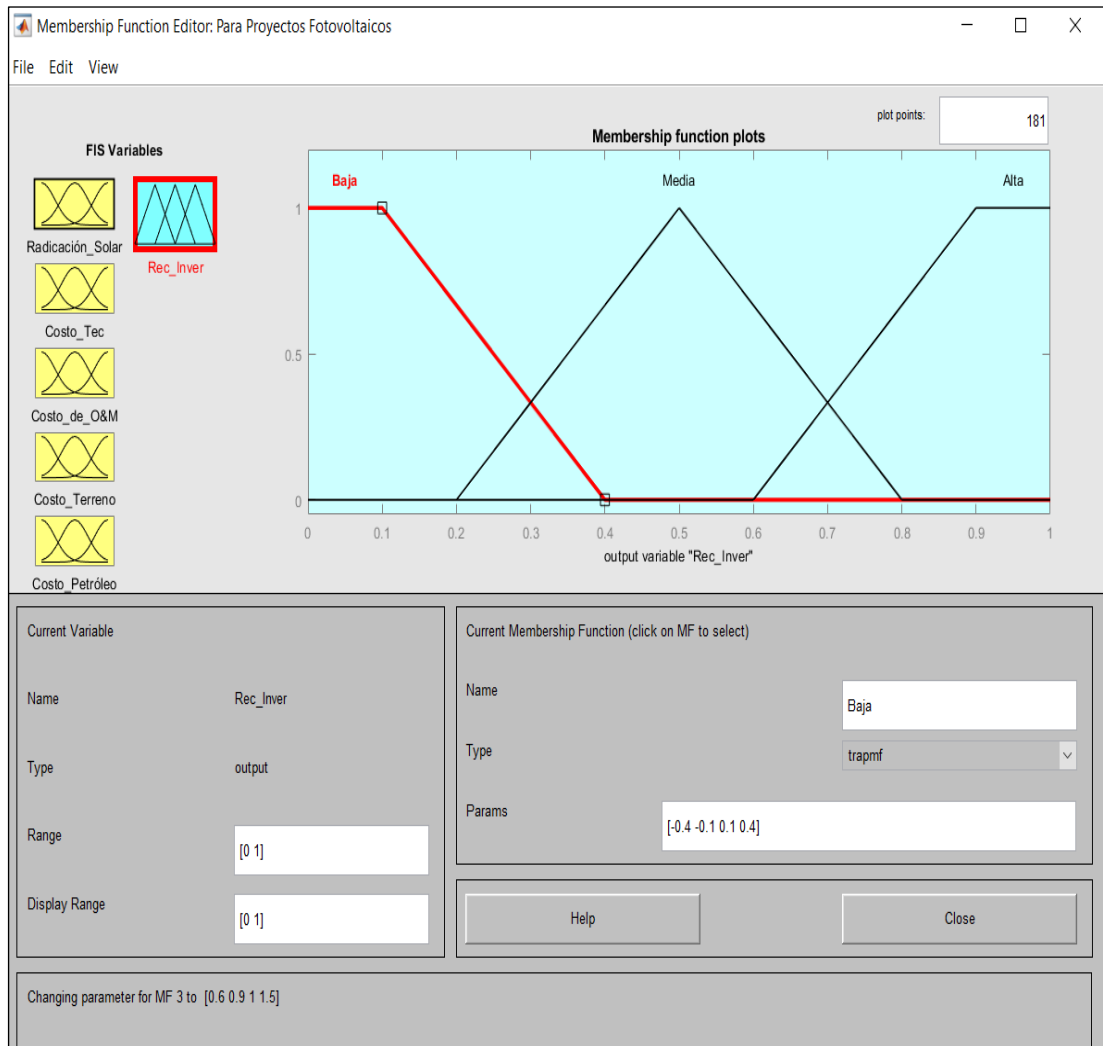 Membership Function Editor: Para Proyectos Fotovoltaicos
File Edit View
plot points: 181
FIS Variables
Membership function plots
Radicación_Solar
Rec_Inver
Costo_Tec
Costo_de_O&M
Costo_Terreno
Costo_Petróleo
Baja Media Alta
1
0.5
0
0 0.1 0.2 0.3 0.4 0.5 0.6 0.7 0.8 0.9 1
output variable "Rec_Inver"
Current Variable
Name Rec_Inver
Type output
Range [0 1]
Display Range [0 1]
Current Membership Function (click on MF to select)
Name Baja
Type trapmf
Params [-0.4 -0.1 0.1 0.4]
Help Close
Changing parameter for MF 3 to [0.6 0.9 1 1.5]